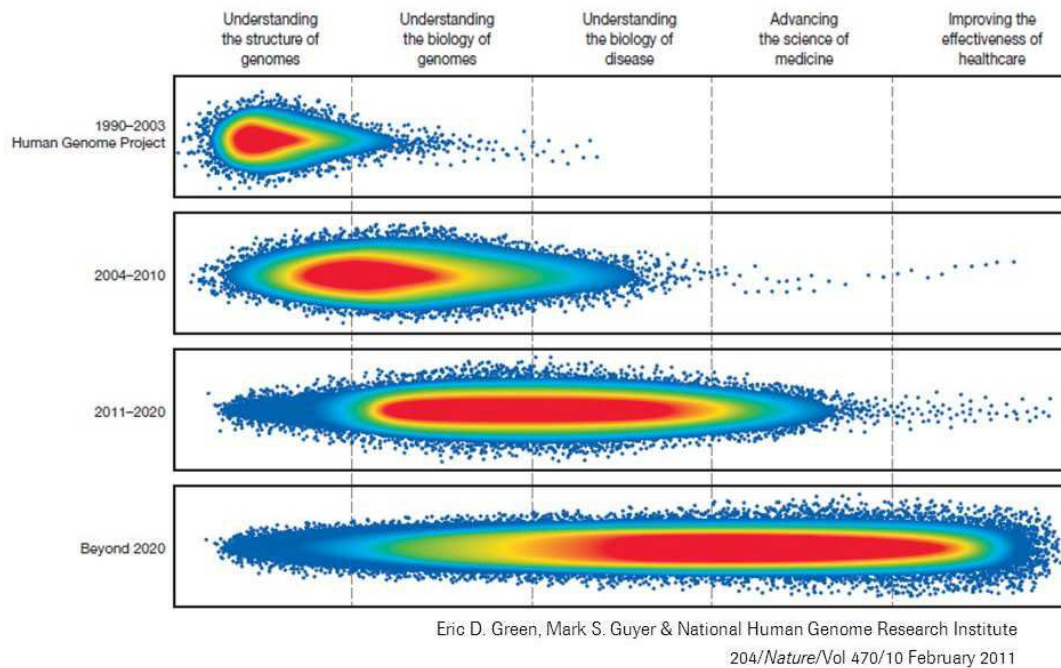 Understanding
the structure of
genomes
Understanding
the biology of
genomes
Understanding
the biology of
disease
Advancing
the science of
medicine
Improving the
effectiveness of
healthcare
1990–2003
Human Genome Project
2004–2010
2011–2020
Beyond 2020
Eric D. Green, Mark S. Guyer & National Human Genome Research Institute
204/Nature/Vol 470/10 February 2011